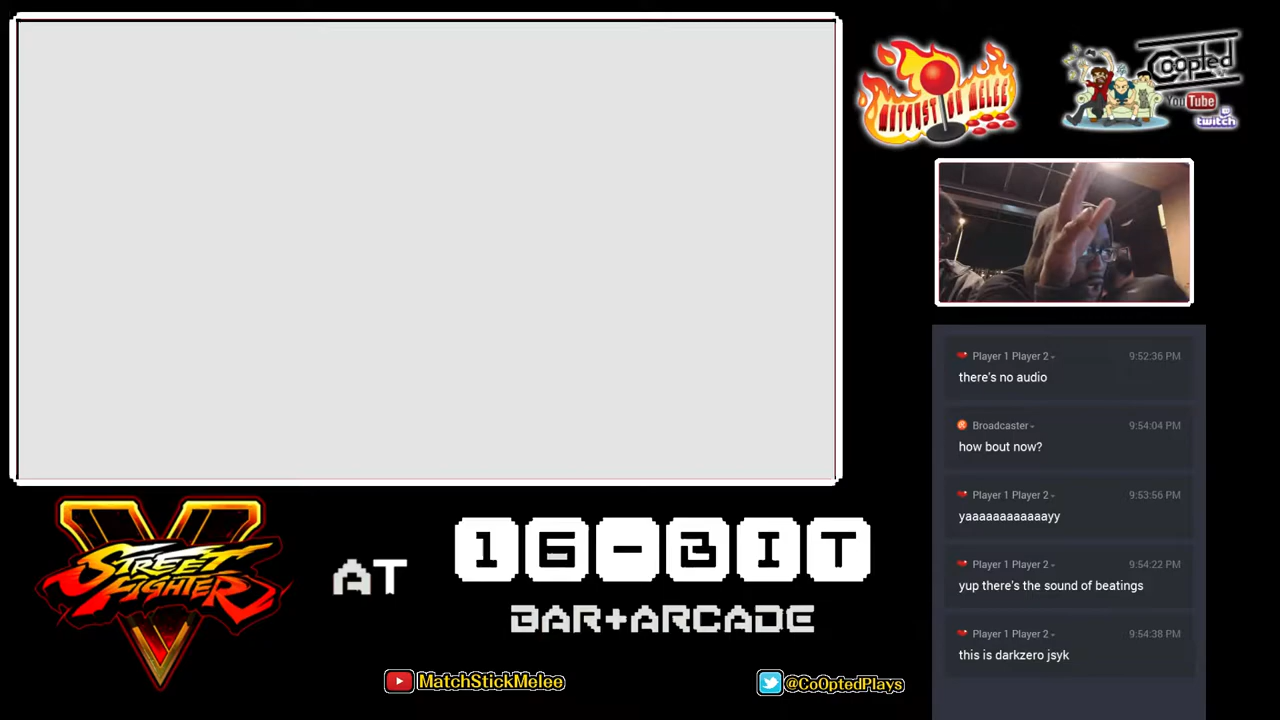 MATCHSTICK MELEE
CoOpted
YouTube
twitch
Player 1 Player 2
9:52:36 PM
there's no audio
Broadcaster
9:54:04 PM
how bout now?
Player 1 Player 2
9:53:56 PM
yaaaaaaaaaaaayy
Player 1 Player 2
9:54:22 PM
yup there's the sound of beatings
Player 1 Player 2
9:54:38 PM
this is darkzero jsyk
V
STREET
FIGHTER
AT
16-BIT
BAR+ARCADE
MatchStickMelee
@CoOptedPlays